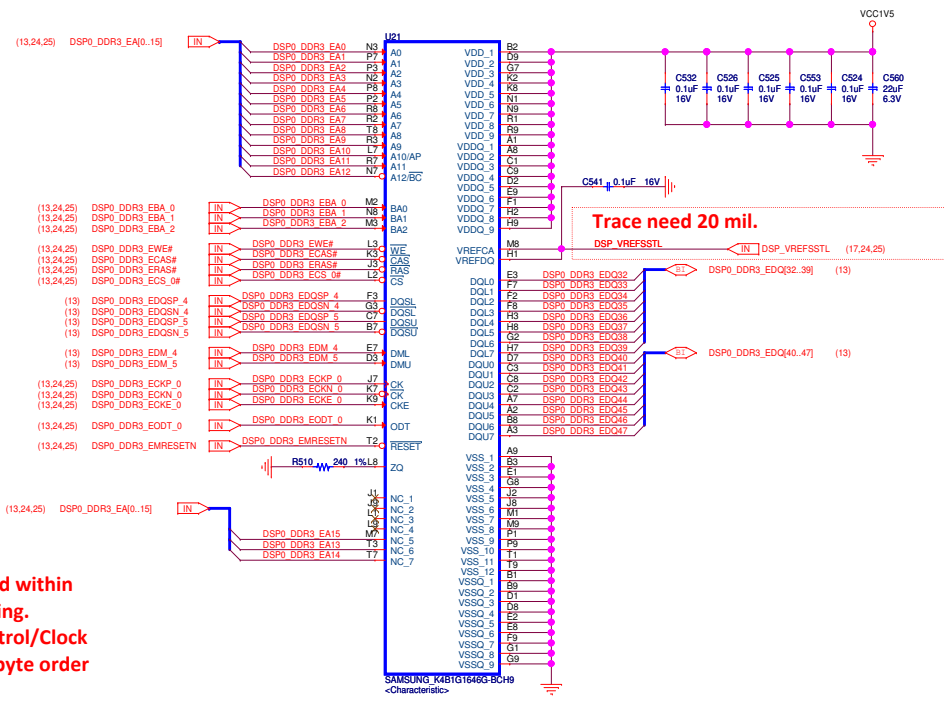 VCC1V5
U21
(13,24,25) DSP0_DDR3_EA[0..15] IN
DSP0_DDR3_EA0 N3 A0
DSP0_DDR3_EA1 P7 A1
DSP0_DDR3_EA2 P3 A2
DSP0_DDR3_EA3 N2 A3
DSP0_DDR3_EA4 P8 A4
DSP0_DDR3_EA5 P2 A5
DSP0_DDR3_EA6 R8 A6
DSP0_DDR3_EA7 R2 A7
DSP0_DDR3_EA8 T8 A8
DSP0_DDR3_EA9 R3 A9
DSP0_DDR3_EA10 L7 A10/AP
DSP0_DDR3_EA11 R7 A11
DSP0_DDR3_EA12 N7 A12/BC
(13,24,25) DSP0_DDR3_EBA_0 IN DSP0_DDR3_EBA_0 M2 BA0
(13,24,25) DSP0_DDR3_EBA_1 IN DSP0_DDR3_EBA_1 N8 BA1
(13,24,25) DSP0_DDR3_EBA_2 IN DSP0_DDR3_EBA_2 M3 BA2
(13,24,25) DSP0_DDR3_EWE# IN DSP0_DDR3_EWE# L3 WE
(13,24,25) DSP0_DDR3_ECAS# IN DSP0_DDR3_ECAS# K3 CAS
(13,24,25) DSP0_DDR3_ERAS# IN DSP0_DDR3_ERAS# J3 RAS
(13,24,25) DSP0_DDR3_ECS_0# IN DSP0_DDR3_ECS_0# L2 CS
(13) DSP0_DDR3_EDQSP_4 IN DSP0_DDR3_EDQSP_4 F3 DQSL
(13) DSP0_DDR3_EDQSN_4 IN DSP0_DDR3_EDQSN_4 G3 DQSL
(13) DSP0_DDR3_EDQSP_5 IN DSP0_DDR3_EDQSP_5 C7 DQSU
(13) DSP0_DDR3_EDQSN_5 IN DSP0_DDR3_EDQSN_5 B7 DQSU
(13) DSP0_DDR3_EDM_4 IN DSP0_DDR3_EDM_4 E7 DML
(13) DSP0_DDR3_EDM_5 IN DSP0_DDR3_EDM_5 D3 DMU
(13,24,25) DSP0_DDR3_ECKP_0 IN DSP0_DDR3_ECKP_0 J7 CK
(13,24,25) DSP0_DDR3_ECKN_0 IN DSP0_DDR3_ECKN_0 K7 CK
(13,24,25) DSP0_DDR3_ECKE_0 IN DSP0_DDR3_ECKE_0 K9 CKE
(13,24,25) DSP0_DDR3_EODT_0 IN DSP0_DDR3_EODT_0 K1 ODT
(13,24,25) DSP0_DDR3_EMRESETN IN DSP0_DDR3_EMRESETN T2 RESET
R510 240 1% L8 ZQ
J1 NC_1
J9 NC_2
L1 NC_3
L9 NC_4
(13,24,25) DSP0_DDR3_EA[0..15] IN
DSP0_DDR3_EA15 M7 NC_5
DSP0_DDR3_EA13 T3 NC_6
DSP0_DDR3_EA14 T7 NC_7
VDD_1 B2
VDD_2 D9
VDD_3 G7
VDD_4 K2
VDD_5 K8
VDD_6 N1
VDD_7 N9
VDD_8 R1
VDD_9 R9
VDDQ_1 A1
VDDQ_2 A8
VDDQ_3 C1
VDDQ_4 C9
VDDQ_5 D2
VDDQ_6 E9
VDDQ_7 F1
VDDQ_8 H2
VDDQ_9 H9
C532 0.1uF 16V
C526 0.1uF 16V
C525 0.1uF 16V
C553 0.1uF 16V
C524 0.1uF 16V
C560 22uF 6.3V
C541 0.1uF 16V
Trace need 20 mil.
VREFCA M8 DSP_VREFSSTL IN DSP_VREFSSTL (17,24,25)
VREFDQ H1
DQL0 E3 DSP0_DDR3_EDQ32
DQL1 F7 DSP0_DDR3_EDQ33
DQL2 F2 DSP0_DDR3_EDQ34
DQL3 F8 DSP0_DDR3_EDQ35
DQL4 H3 DSP0_DDR3_EDQ36
DQL5 H8 DSP0_DDR3_EDQ37
DQL6 G2 DSP0_DDR3_EDQ38
DQL7 H7 DSP0_DDR3_EDQ39
BI DSP0_DDR3_EDQ[32..39] (13)
DQU0 D7 DSP0_DDR3_EDQ40
DQU1 C3 DSP0_DDR3_EDQ41
DQU2 C8 DSP0_DDR3_EDQ42
DQU3 C2 DSP0_DDR3_EDQ43
DQU4 A7 DSP0_DDR3_EDQ44
DQU5 A2 DSP0_DDR3_EDQ45
DQU6 B8 DSP0_DDR3_EDQ46
DQU7 A3 DSP0_DDR3_EDQ47
BI DSP0_DDR3_EDQ[40..47] (13)
VSS_1 A9
VSS_2 B3
VSS_3 E1
VSS_4 G8
VSS_5 J2
VSS_6 J8
VSS_7 M1
VSS_8 M9
VSS_9 P1
VSS_10 P9
VSS_11 T1
VSS_12 T9
VSSQ_1 B1
VSSQ_2 B9
VSSQ_3 D1
VSSQ_4 D8
VSSQ_5 E2
VSSQ_6 E8
VSSQ_7 F9
VSSQ_8 G1
VSSQ_9 G9
SAMSUNG_K4B1G1646G-BCH9
<Characteristic>
d within
ing.
trol/Clock
byte order